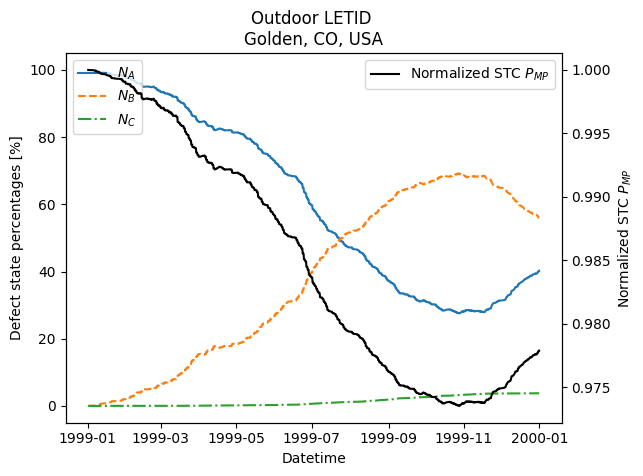 Outdoor LETID
Golden, CO, USA
N_A
N_B
N_C
Normalized STC P_MP
Defect state percentages [%]
100
80
60
40
20
0
Normalized STC P_MP
1.000
0.995
0.990
0.985
0.980
0.975
1999-01
1999-03
1999-05
1999-07
1999-09
1999-11
2000-01
Datetime